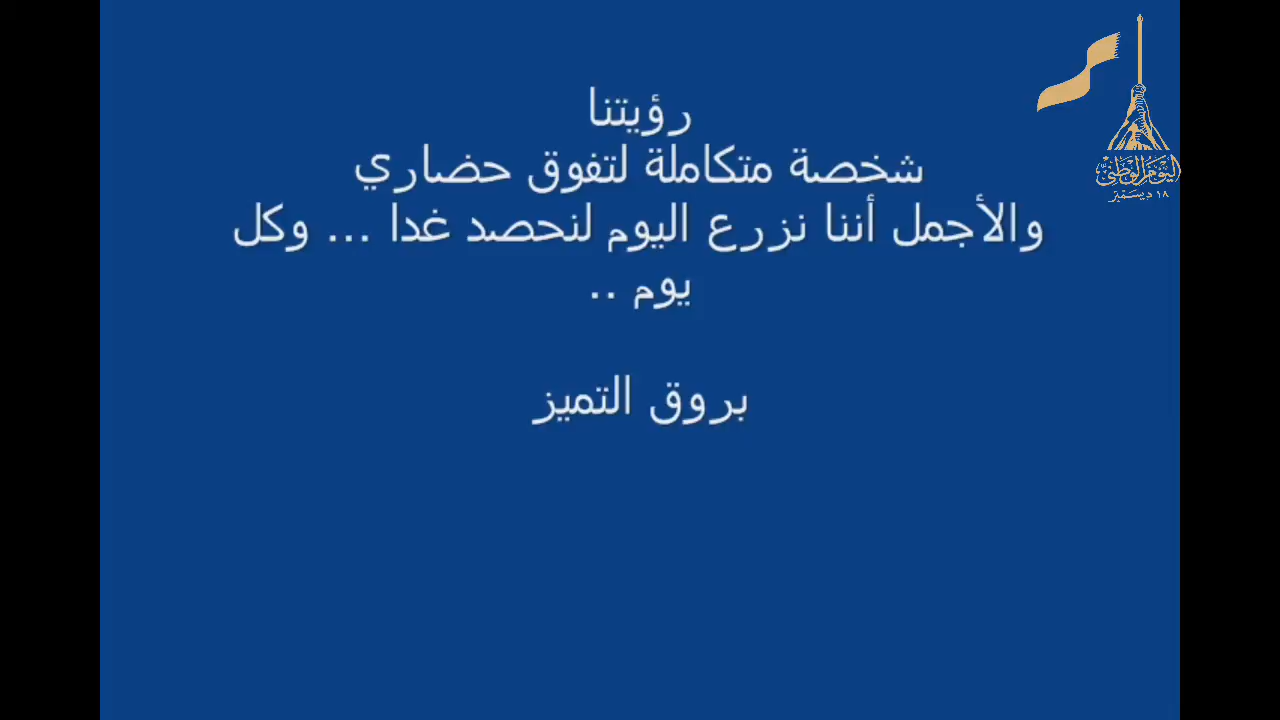 رؤيتنا
شخصة متكاملة لتفوق حضاري
والأجمل أننا نزرع اليوم لنحصد غدا ... وكل
يوم ..
بروق التميز
اليوم الوطني
١٨ ديسمبر